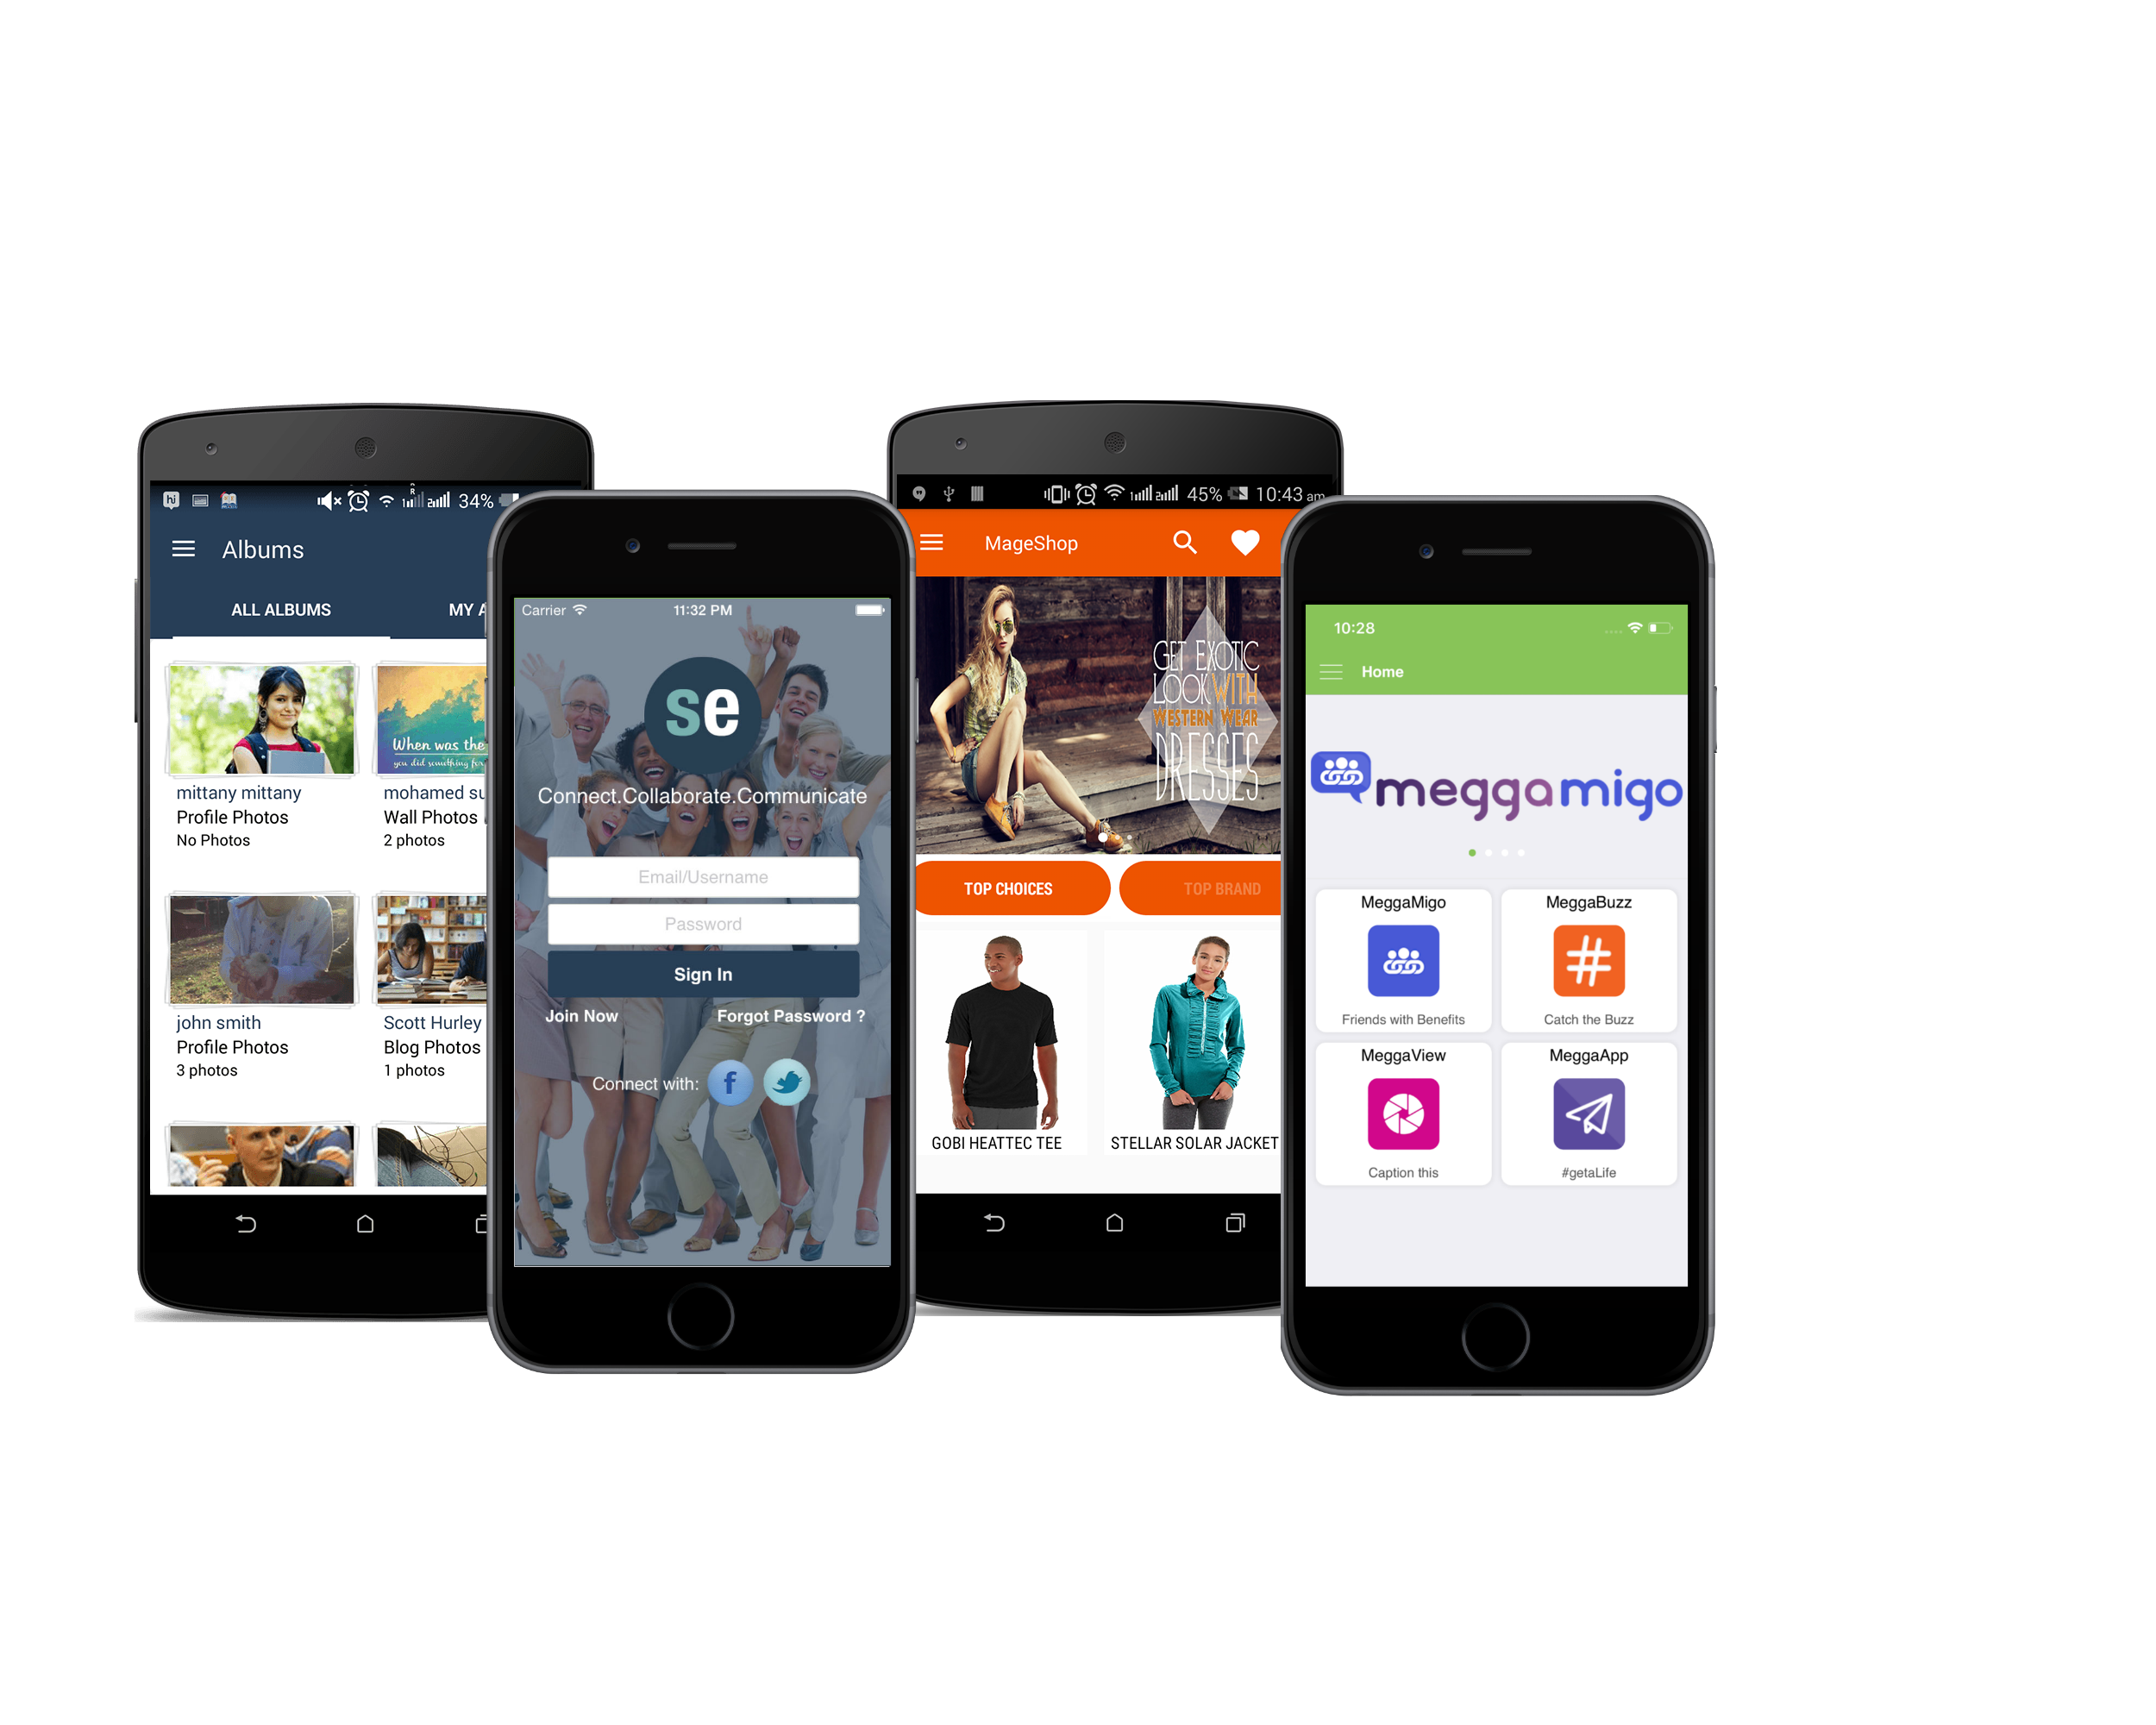 34%
Albums
ALL ALBUMS
MY A
When was the
you did something for
mittany mittany
Profile Photos
No Photos
mohamed su
Wall Photos
2 photos
john smith
Profile Photos
3 photos
Scott Hurley
Blog Photos
1 photos
Carrier
11:32 PM
se
Connect.Collaborate.Communicate
Email/Username
Password
Sign In
Join Now
Forgot Password ?
Connect with:
f
45%
10:43 am
MageShop
GET EXOTIC
LOOK WITH
WESTERN WEAR
DRESSES
TOP CHOICES
TOP BRAND
GOBI HEATTEC TEE
STELLAR SOLAR JACKET
10:28
Home
meggamigo
MeggaMigo
Friends with Benefits
MeggaBuzz
#
Catch the Buzz
MeggaView
Caption this
MeggaApp
#getaLife